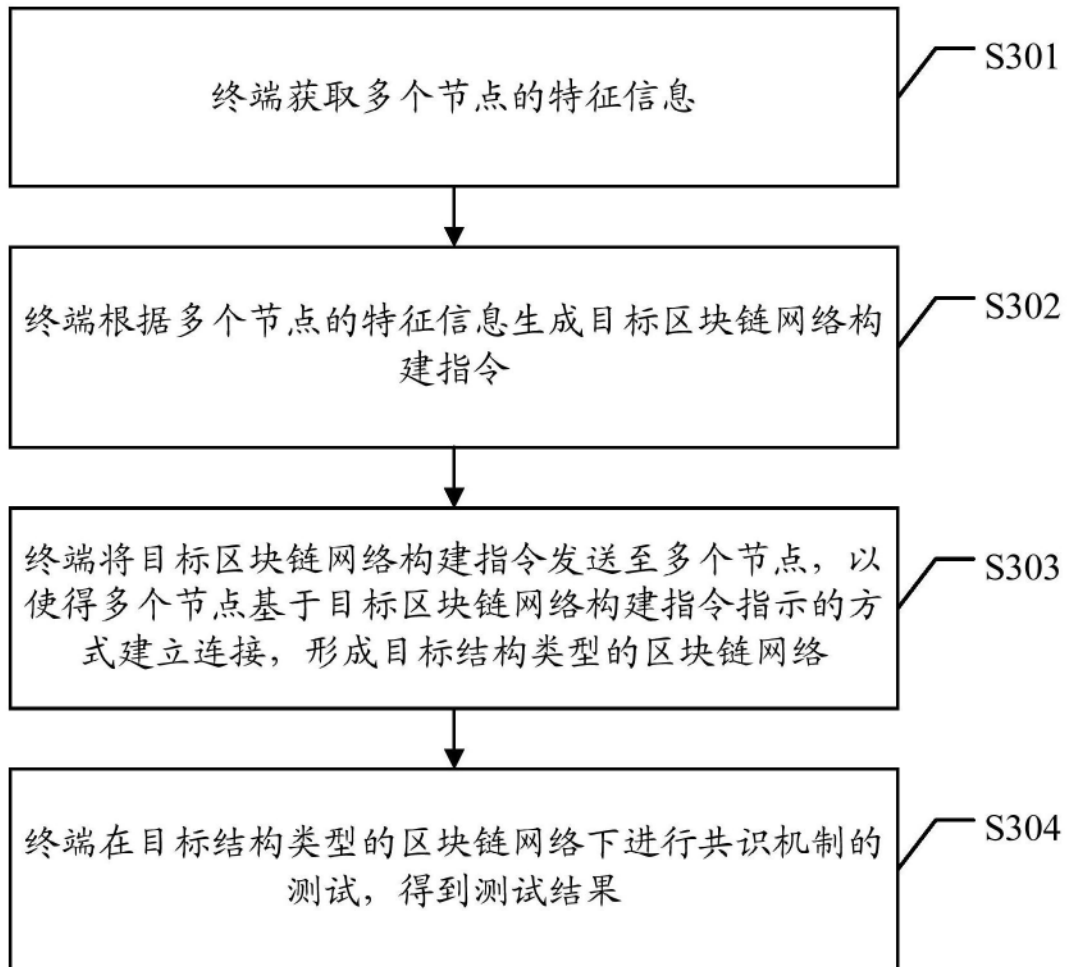 S301
终端获取多个节点的特征信息
S302
终端根据多个节点的特征信息生成目标区块链网络构
建指令
S303
终端将目标区块链网络构建指令发送至多个节点，以
使得多个节点基于目标区块链网络构建指令指示的方
式建立连接，形成目标结构类型的区块链网络
S304
终端在目标结构类型的区块链网络下进行共识机制的
测试，得到测试结果